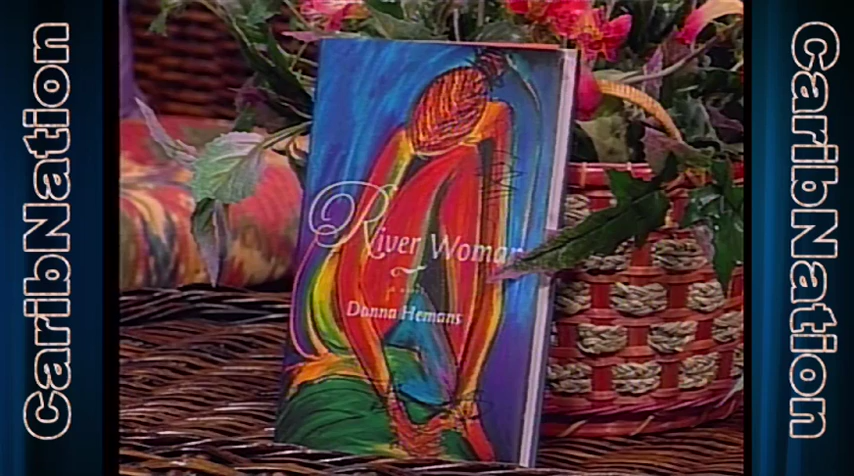 CaribNation
River Woman
a novel
Donna Hemans
CaribNation